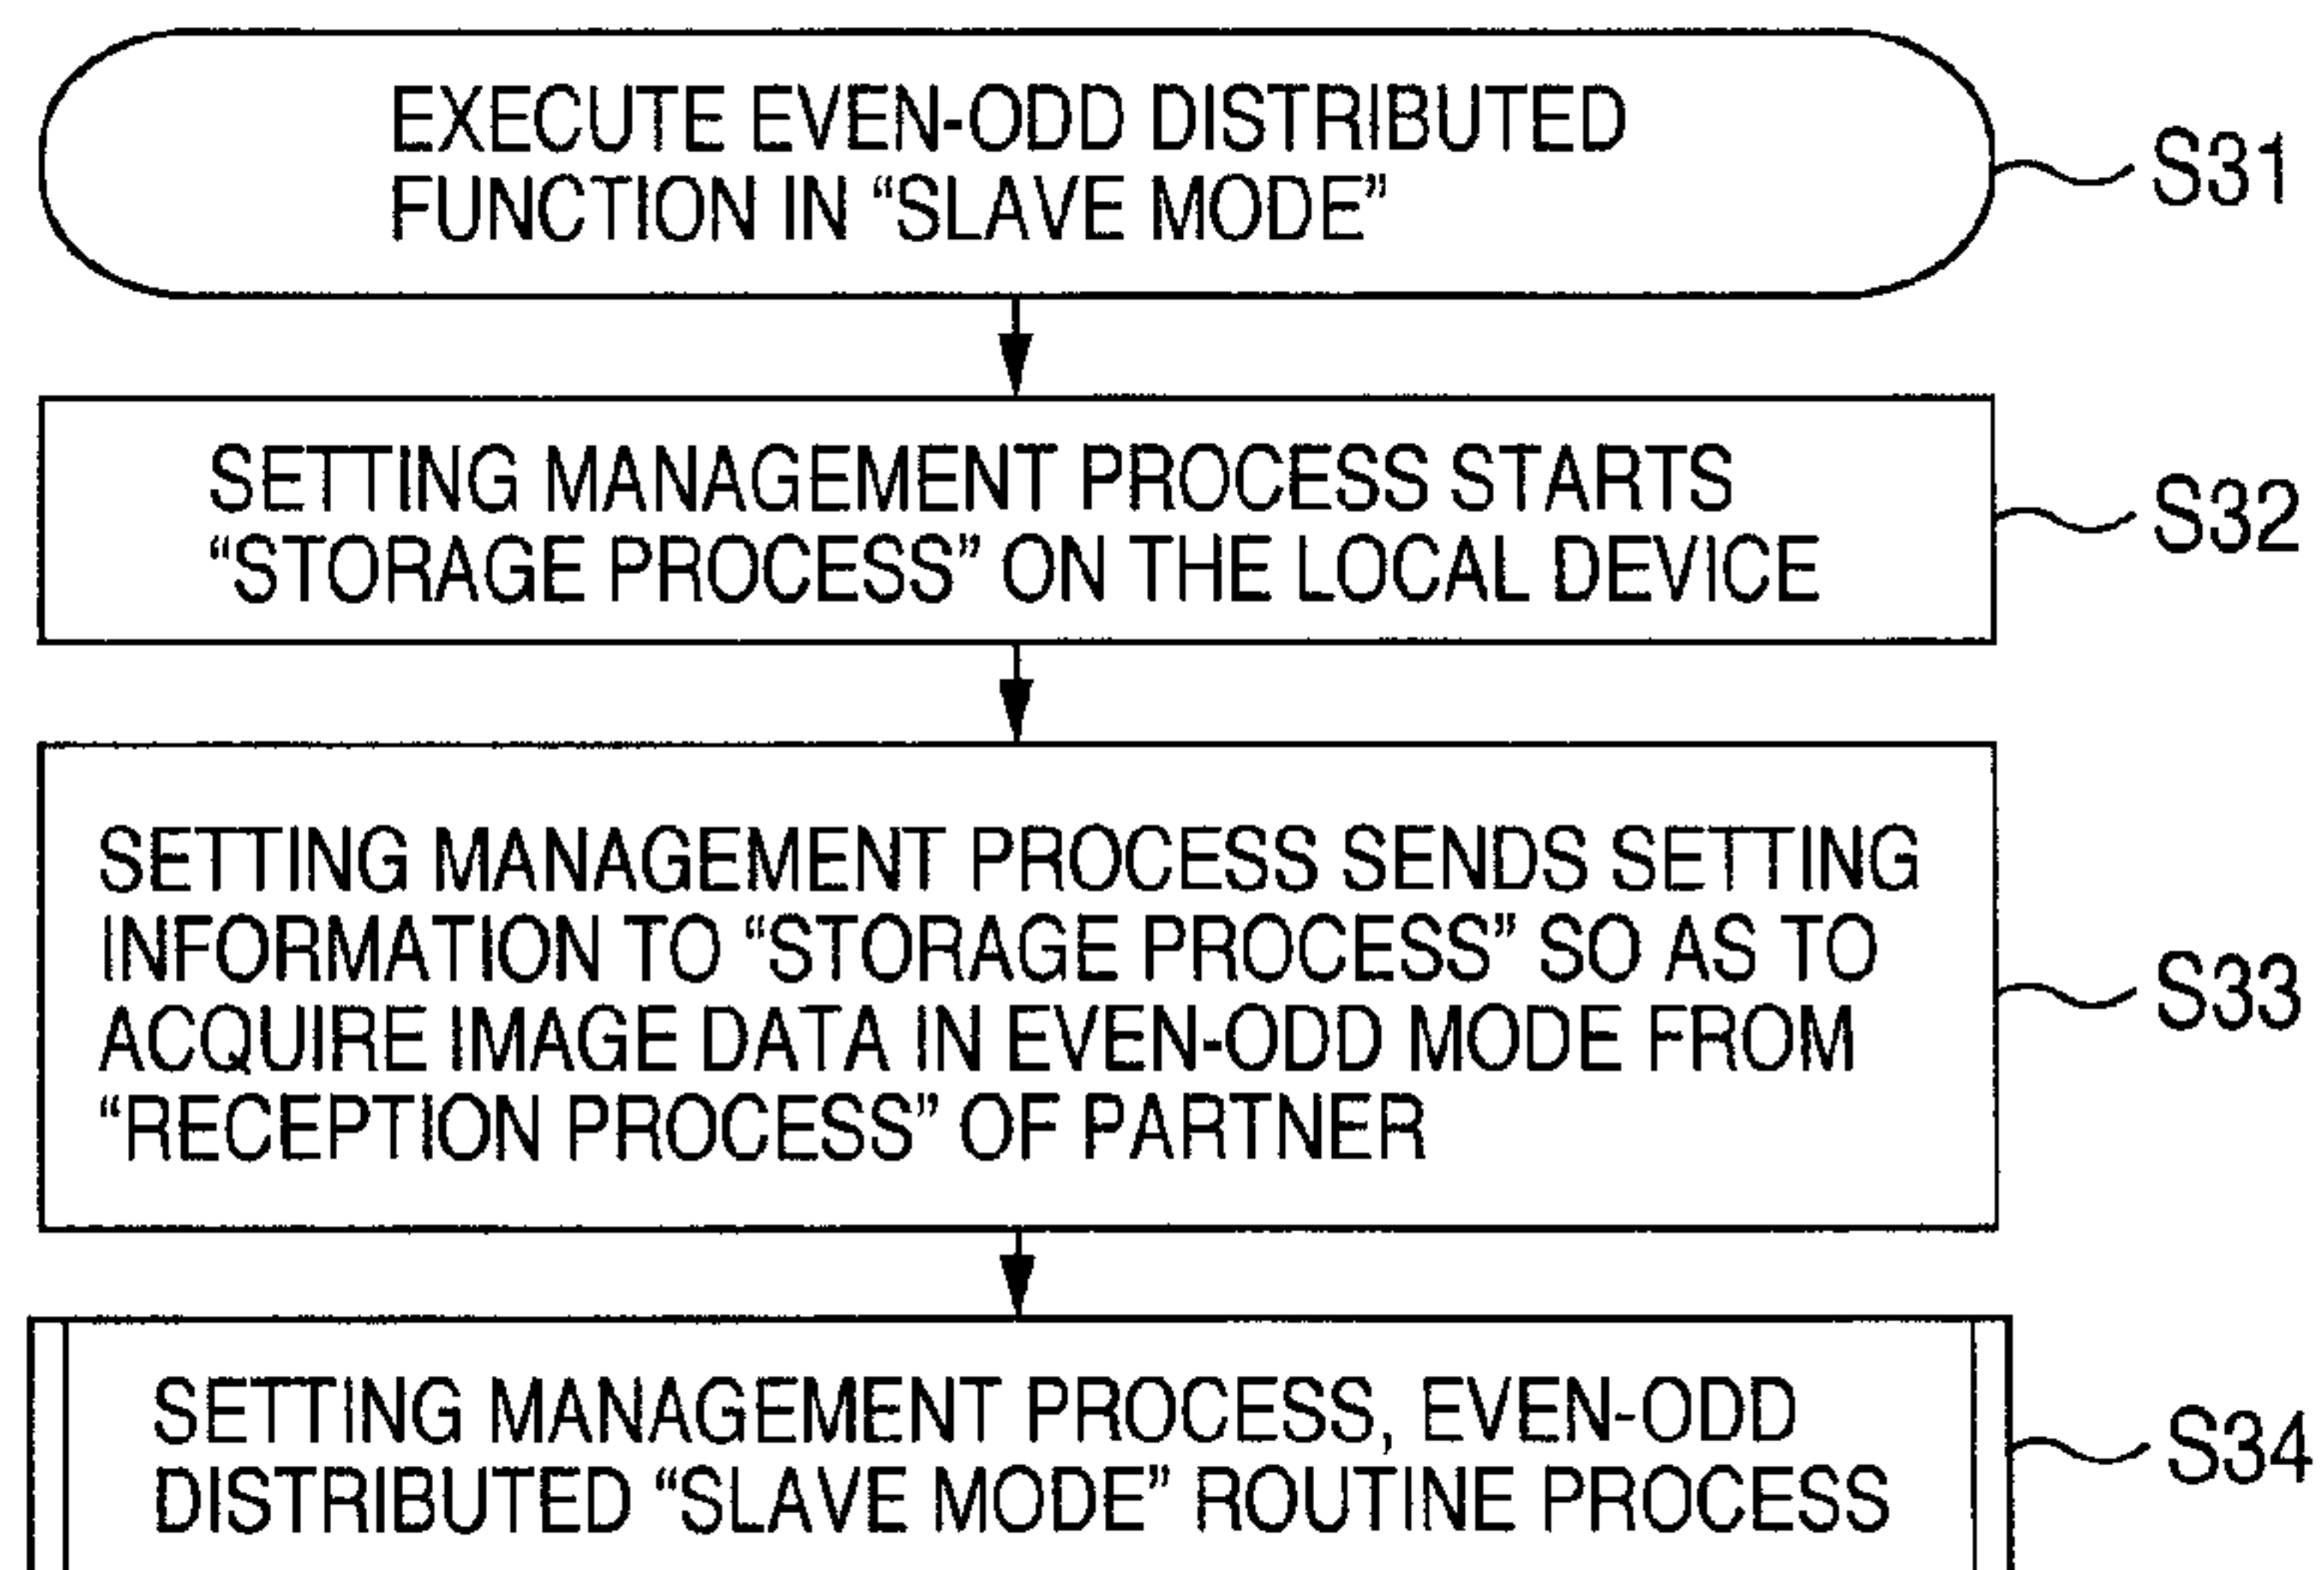 EXECUTE EVEN-ODD DISTRIBUTED
FUNCTION IN “SLAVE MODE”
S31
SETTING MANAGEMENT PROCESS STARTS
“STORAGE PROCESS” ON THE LOCAL DEVICE
S32
SETTING MANAGEMENT PROCESS SENDS SETTING
INFORMATION TO “STORAGE PROCESS” SO AS TO
ACQUIRE IMAGE DATA IN EVEN-ODD MODE FROM
“RECEPTION PROCESS” OF PARTNER
S33
SETTING MANAGEMENT PROCESS, EVEN-ODD
DISTRIBUTED “SLAVE MODE” ROUTINE PROCESS
S34